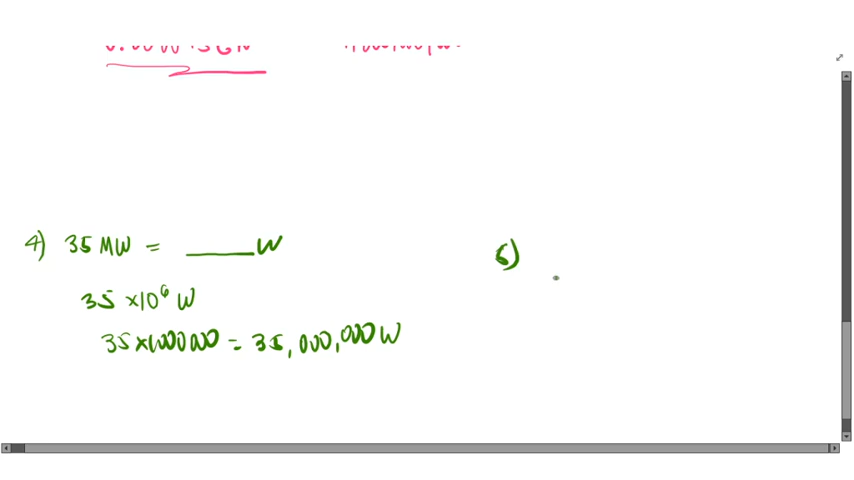 4) 35 MW = ____ W
35 × 10⁶ W
35 × 1000000 = 35,000,000 W
5)